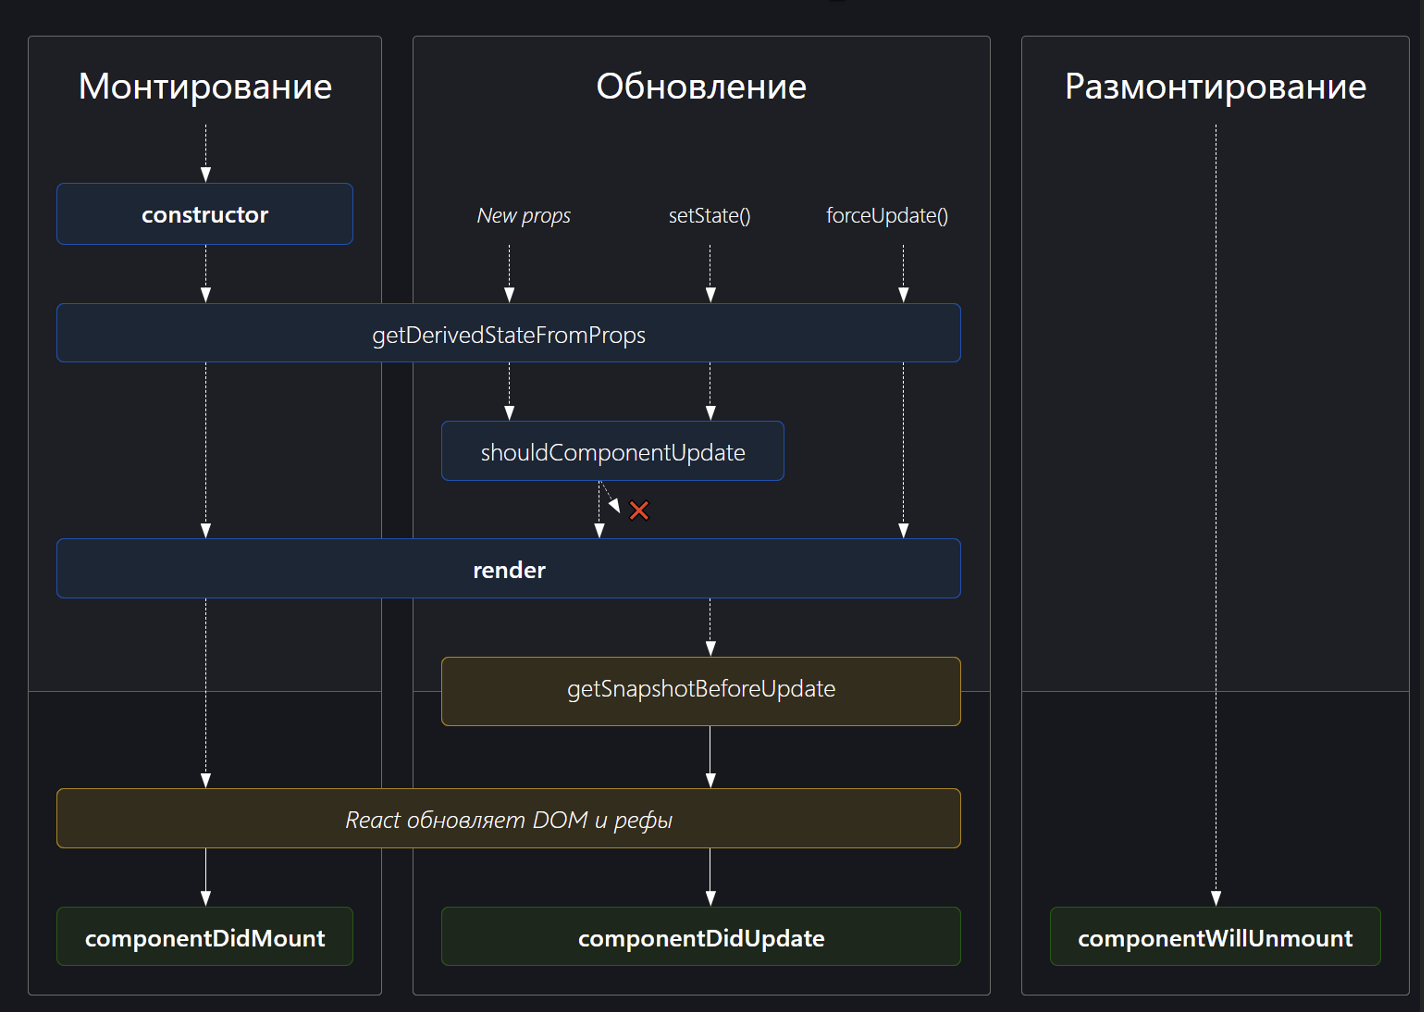 Монтирование
Обновление
Размонтирование
constructor
New props
setState()
forceUpdate()
getDerivedStateFromProps
shouldComponentUpdate
render
getSnapshotBeforeUpdate
React обновляет DOM и рефы
componentDidMount
componentDidUpdate
componentWillUnmount